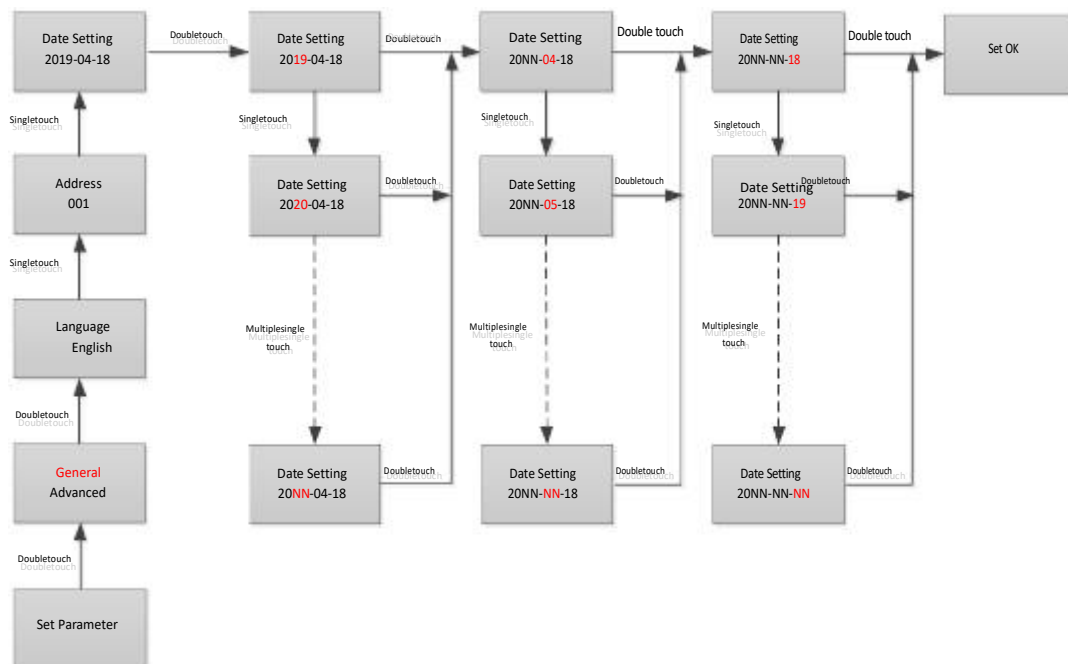 Date Setting
2019-04-18
Doubletouch
Date Setting
2019-04-18
Doubletouch
Date Setting
20NN-04-18
Double touch
Date Setting
20NN-NN-18
Double touch
Set OK
Singletouch
Singletouch
Singletouch
Singletouch
Address
001
Date Setting
2020-04-18
Doubletouch
Date Setting
20NN-05-18
Doubletouch
Date Setting
20NN-NN-19
Doubletouch
Singletouch
Language
English
Multiplesingle
touch
Multiplesingle
touch
Multiplesingle
touch
Doubletouch
General
Advanced
Date Setting
20NN-04-18
Doubletouch
Date Setting
20NN-NN-18
Doubletouch
Date Setting
20NN-NN-NN
Doubletouch
Doubletouch
Set Parameter